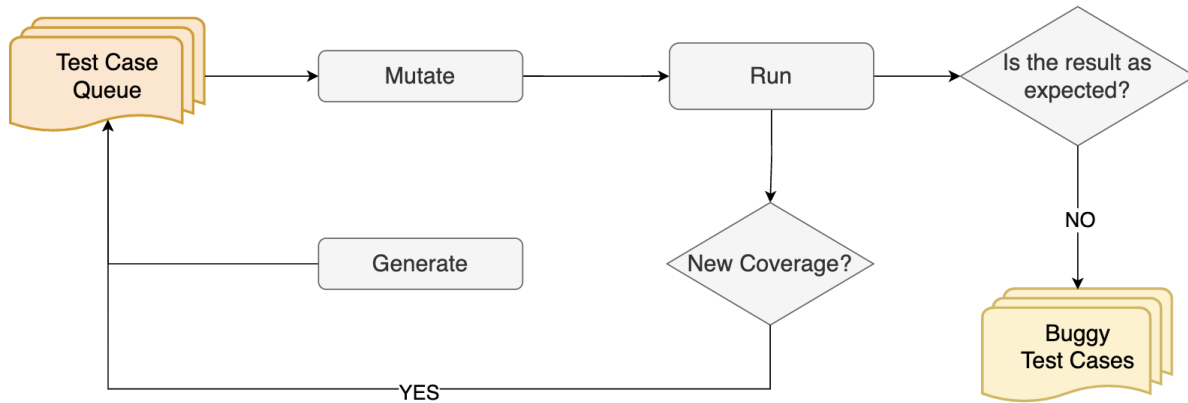 Test Case
Queue
Mutate
Run
Is the result as
expected?
NO
Generate
New Coverage?
Buggy
Test Cases
YES